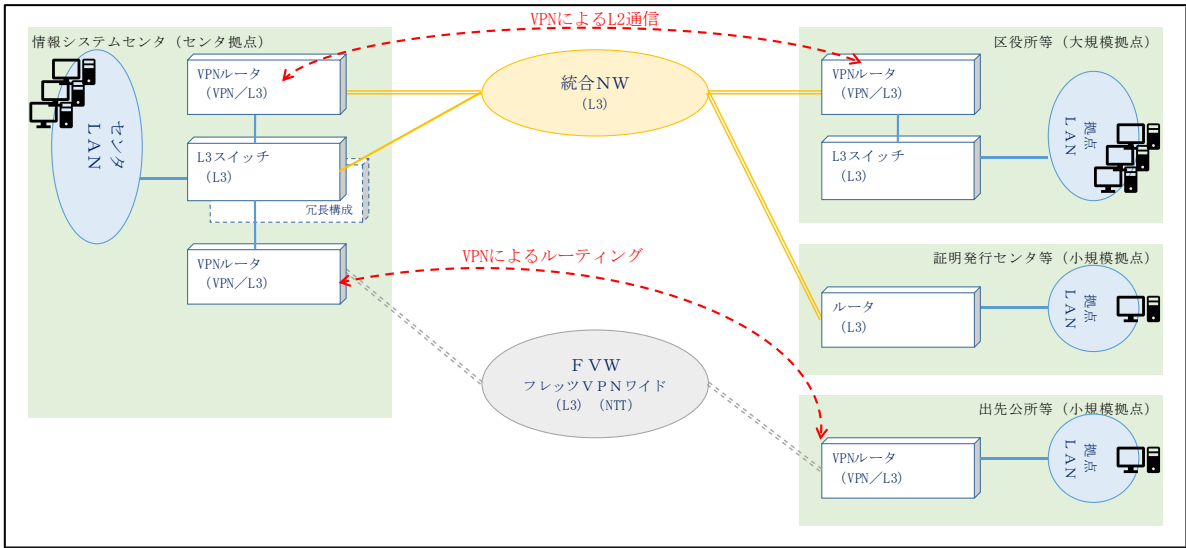 VPNによるL2通信
情報システムセンタ（センタ拠点）
VPNルータ
（VPN／L3）
センタ
LAN
L3スイッチ
（L3）
冗長構成
VPNルータ
（VPN／L3）
統合NW
（L3）
VPNによるルーティング
ＦＶＷ
フレッツＶＰＮワイド
（L3）（NTT）
区役所等（大規模拠点）
VPNルータ
（VPN／L3）
L3スイッチ
（L3）
拠点
LAN
証明発行センタ等（小規模拠点）
ルータ
（L3）
拠点
LAN
出先公所等（小規模拠点）
VPNルータ
（VPN／L3）
拠点
LAN